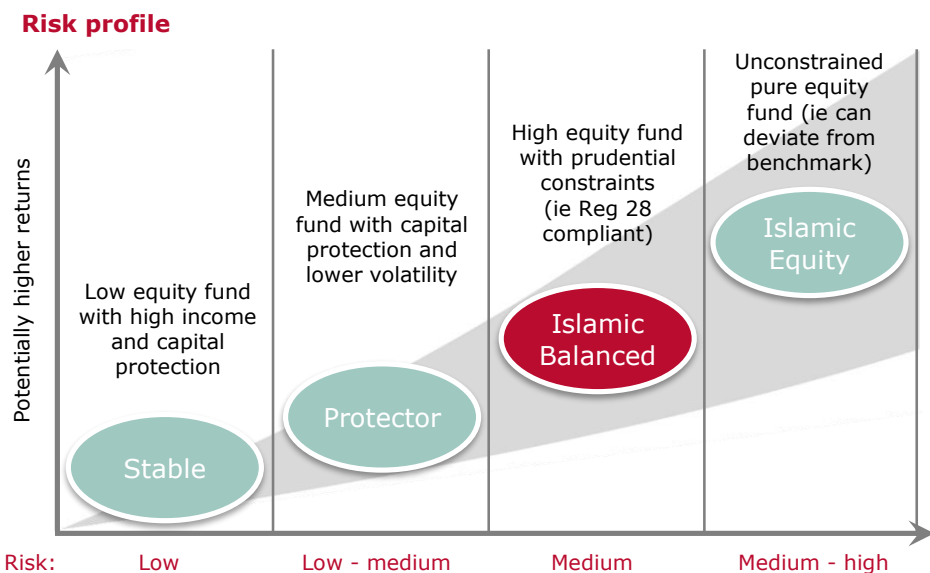 Risk profile
Potentially higher returns
Low equity fund
with high income
and capital
protection
Stable
Medium equity
fund with capital
protection and
lower volatility
Protector
High equity fund
with prudential
constraints
(ie Reg 28
compliant)
Islamic
Balanced
Unconstrained
pure equity
fund (ie can
deviate from
benchmark)
Islamic
Equity
Risk: Low Low - medium Medium Medium - high